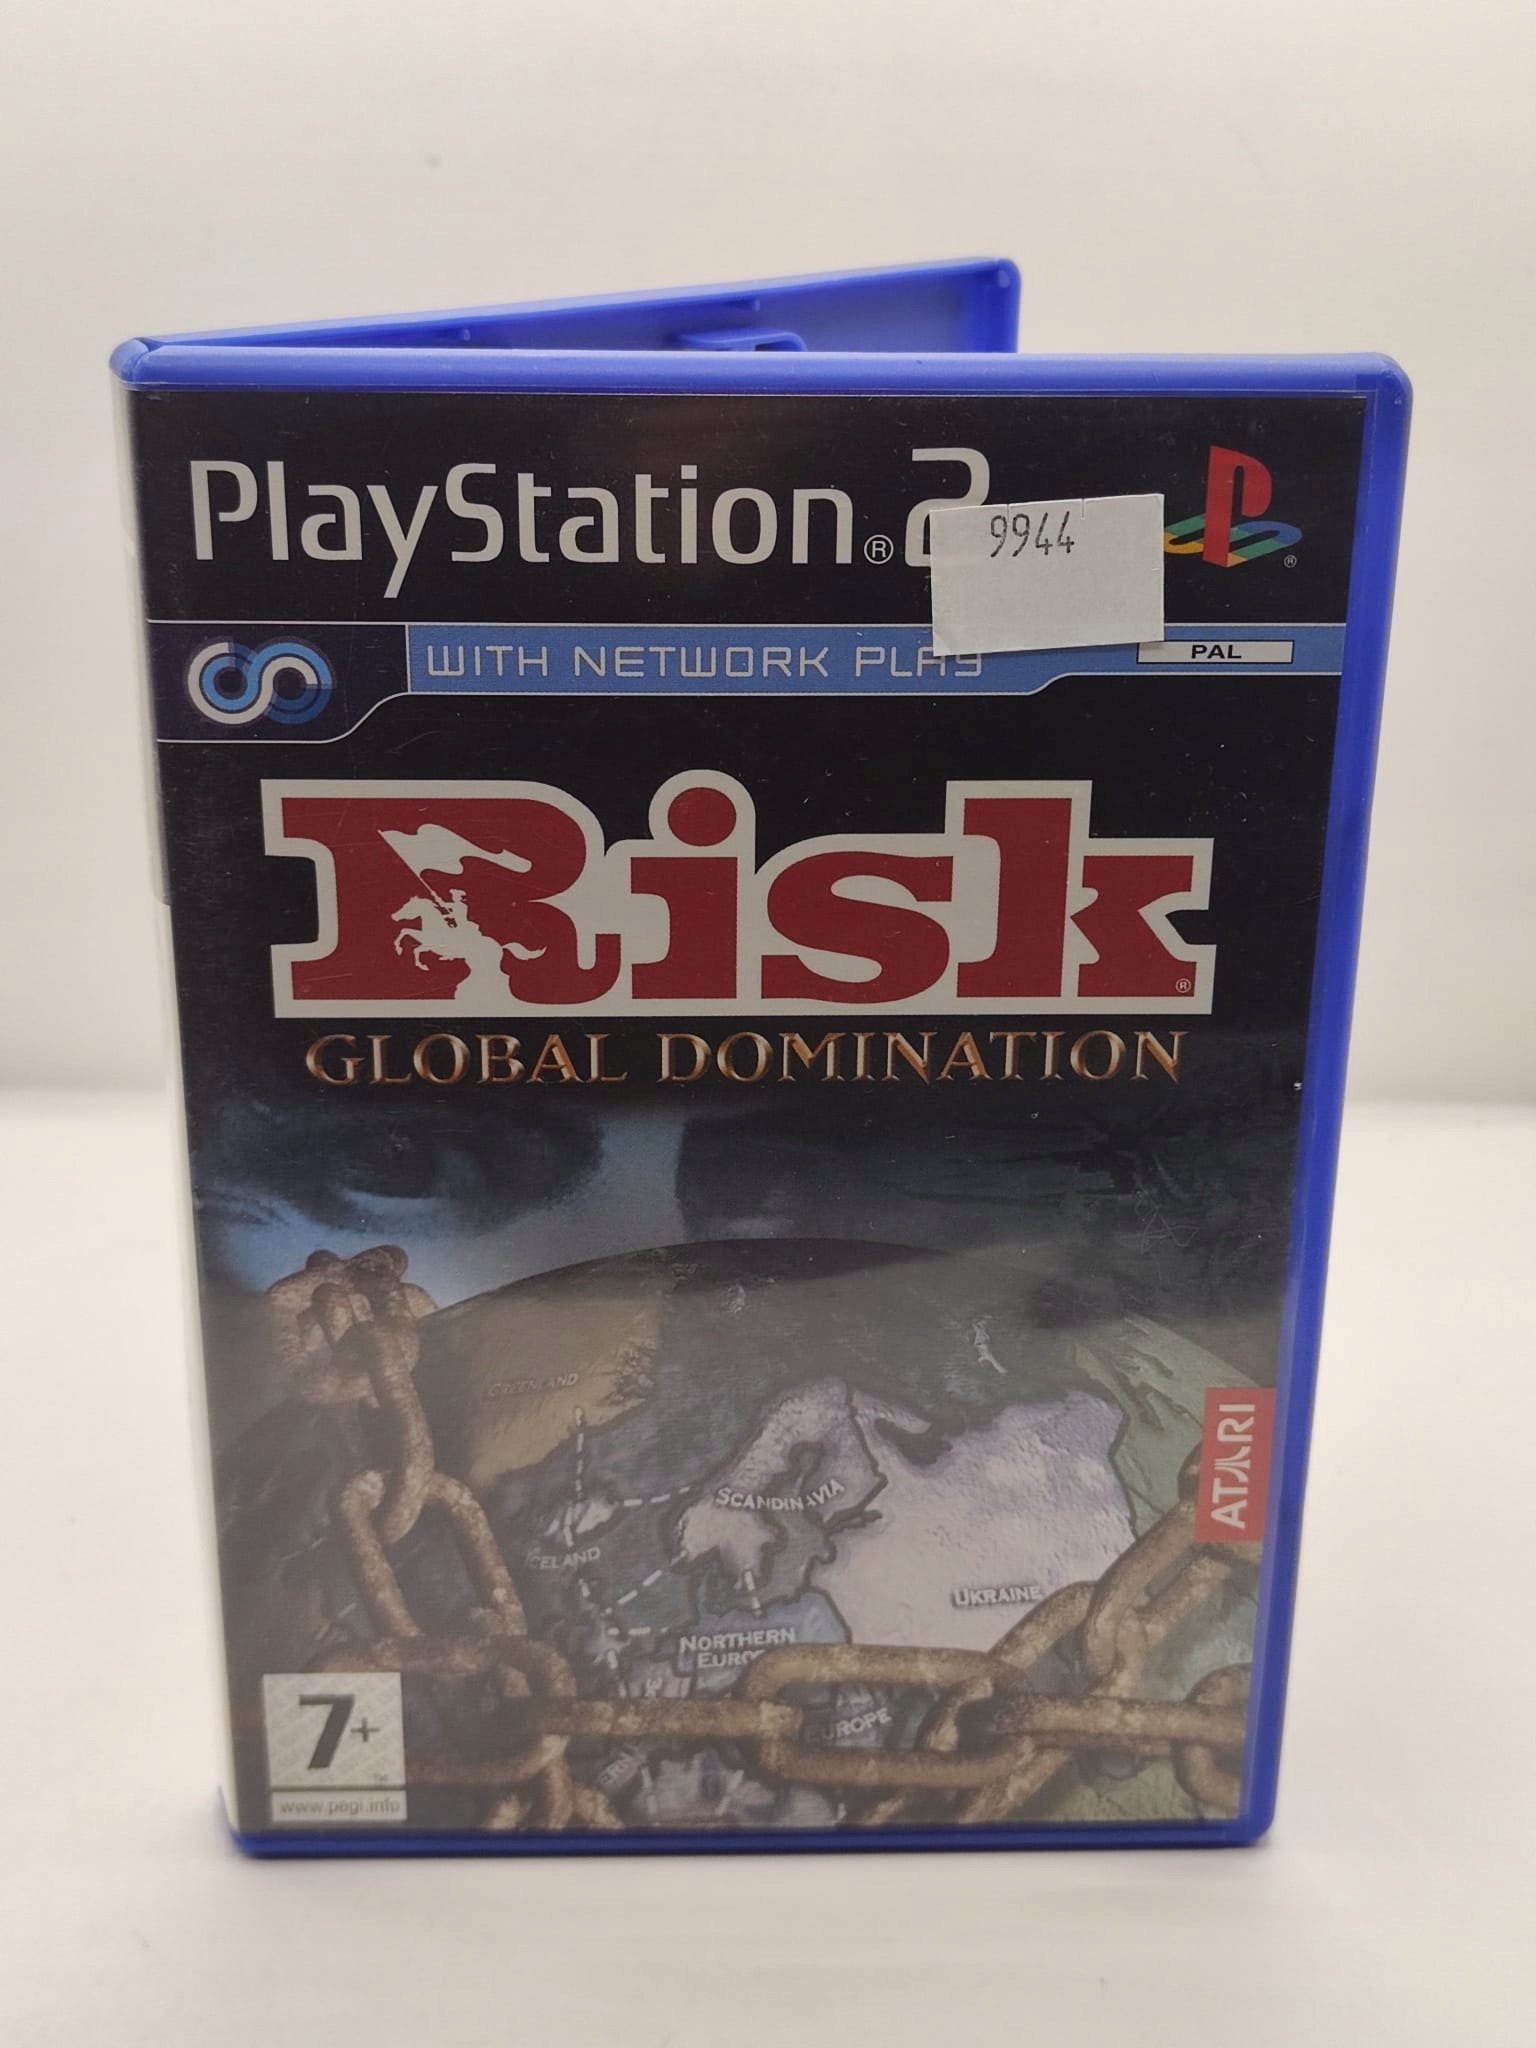 PlayStation®2
9944
WITH NETWORK PLAY
PAL
Risk®
GLOBAL DOMINATION
GREENLAND
ATARI
SCANDINAVIA
ICELAND
UKRAINE
NORTHERN
EUROPE
7+
www.pegi.info